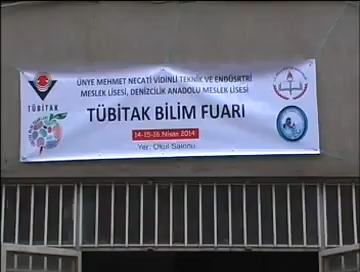 ÜNYE MEHMET NECATİ VİDİNLİ TEKNİK VE ENDÜSRTRİ
MESLEK LİSESİ, DENİZCİLİK ANADOLU MESLEK LİSESİ
TÜBİTAK
TÜBİTAK BİLİM FUARI
14-15-16 Nisan 2014
Yer: Okul Salonu